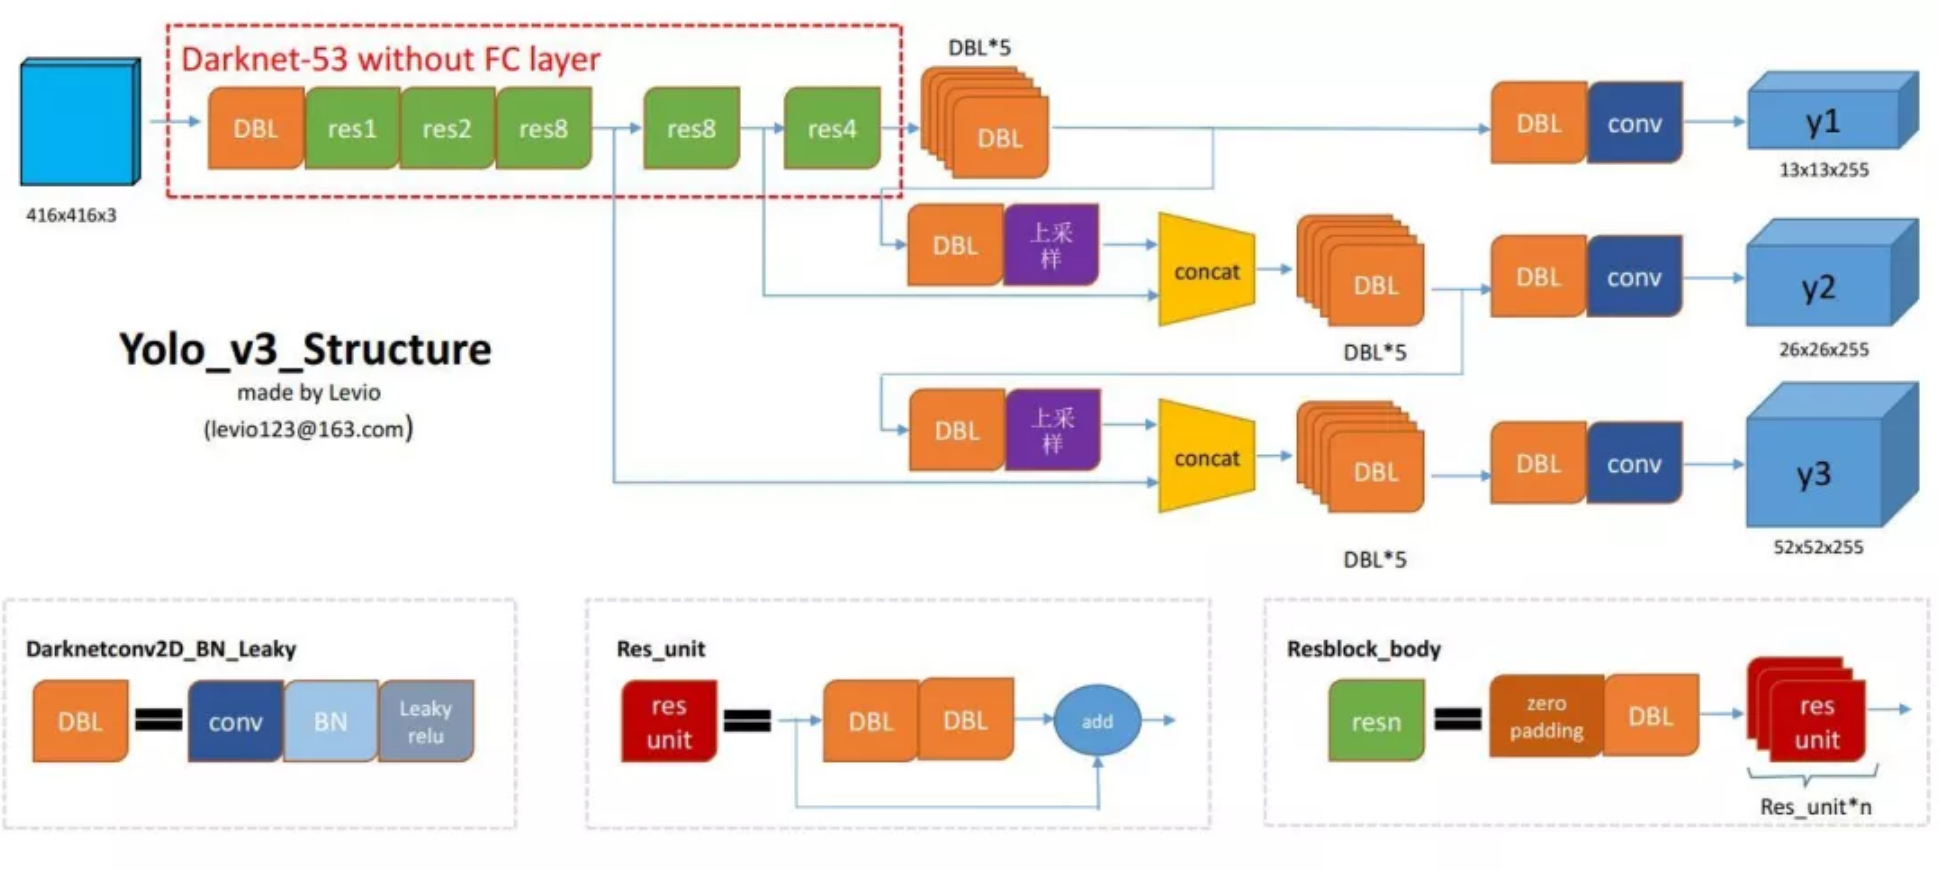 Darknet-53 without FC layer
DBL*5
DBL
res1
res2
res8
res8
res4
DBL
DBL
conv
y1
13x13x255
416x416x3
DBL
上采
样
concat
DBL
DBL*5
DBL
conv
y2
26x26x255
Yolo_v3_Structure
made by Levio
(levio123@163.com)
DBL
上采
样
concat
DBL
DBL*5
DBL
conv
y3
52x52x255
Darknetconv2D_BN_Leaky
DBL
conv
BN
Leaky
relu
Res_unit
res
unit
DBL
DBL
add
Resblock_body
resn
zero
padding
DBL
res
unit
Res_unit*n